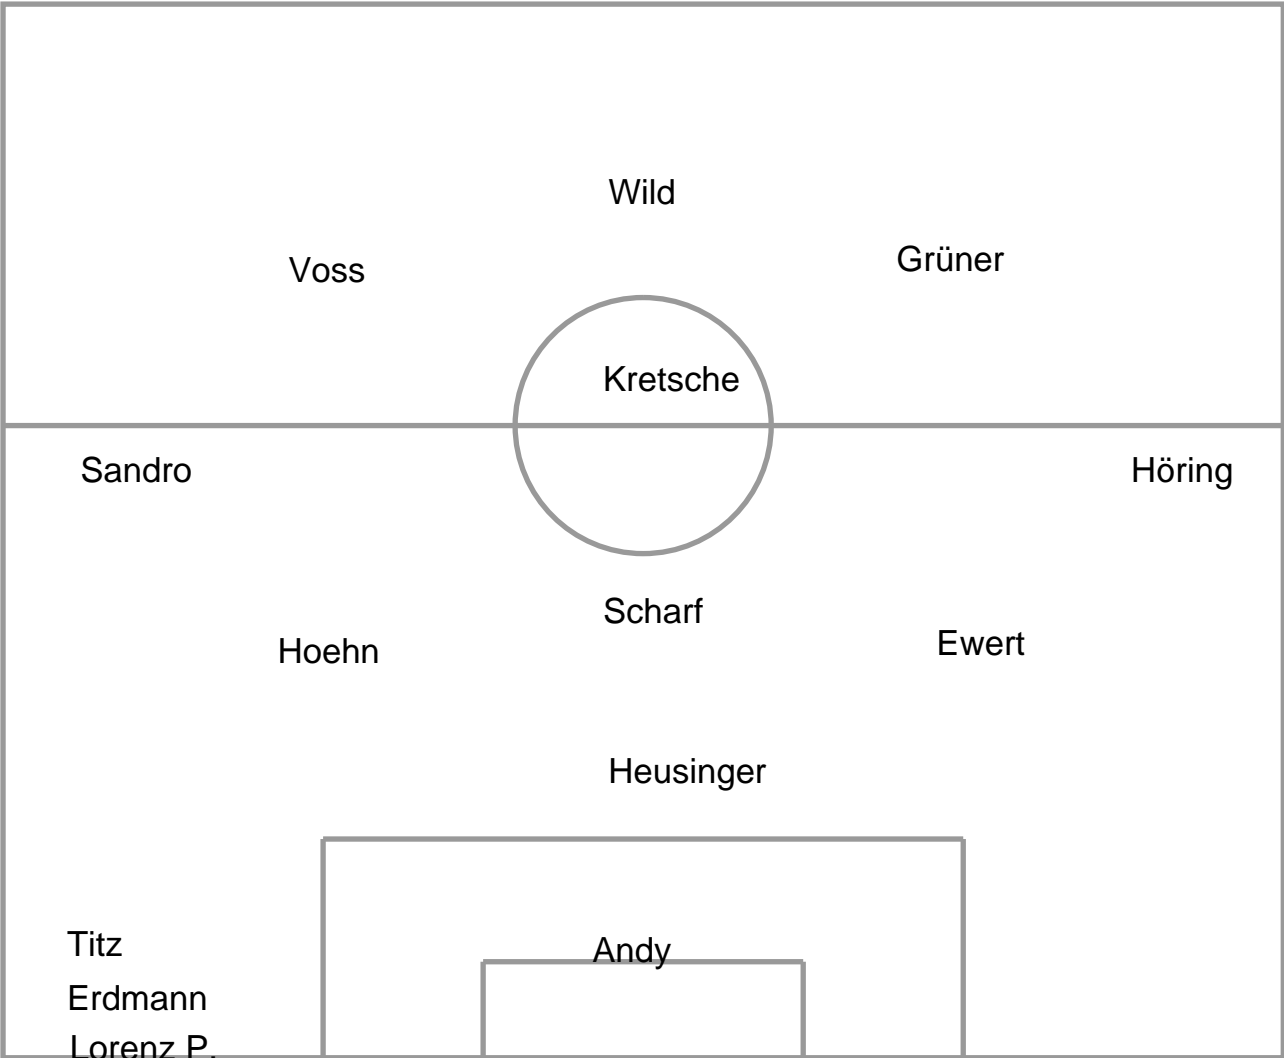 Wild
Voss
Grüner
Kretsche
Sandro
Höring
Scharf
Hoehn
Ewert
Heusinger
Titz
Andy
Erdmann
Lorenz P.